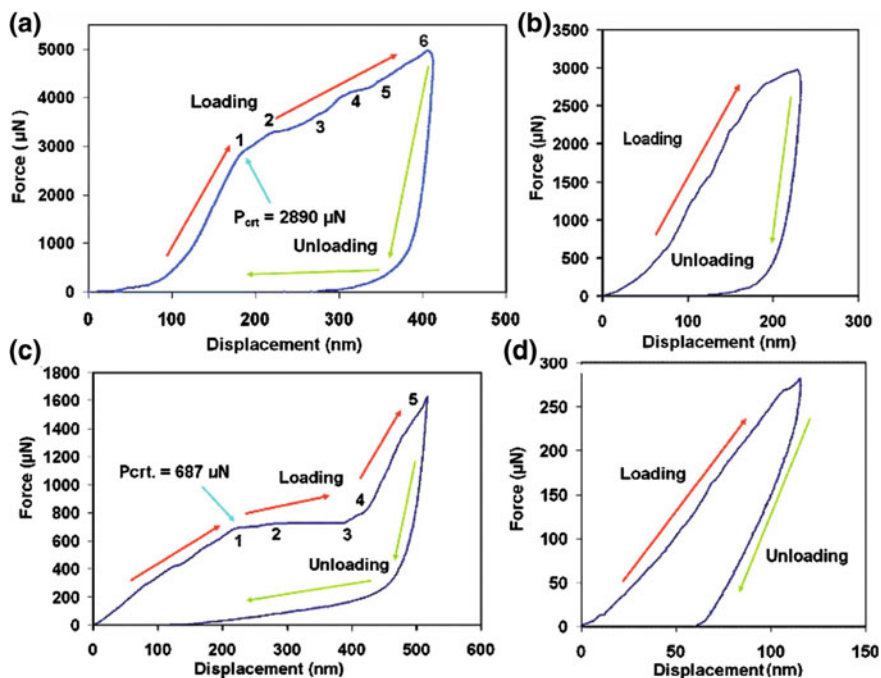 (a)
Force (µN)
5000
4000
3000
2000
1000
0
Loading
1
2
3
4
5
6
P_crt = 2890 µN
Unloading
0 100 200 300 400 500
Displacement (nm)
(b)
Force (µN)
3500
3000
2500
2000
1500
1000
500
0
Loading
Unloading
0 100 200 300
Displacement (nm)
(c)
Force (µN)
1800
1600
1400
1200
1000
800
600
400
200
0
Pcrt. = 687 µN
Loading
1
2
3
4
5
Unloading
0 100 200 300 400 500 600
Displacement (nm)
(d)
Force (µN)
300
250
200
150
100
50
0
Loading
Unloading
0 50 100 150
Displacement (nm)